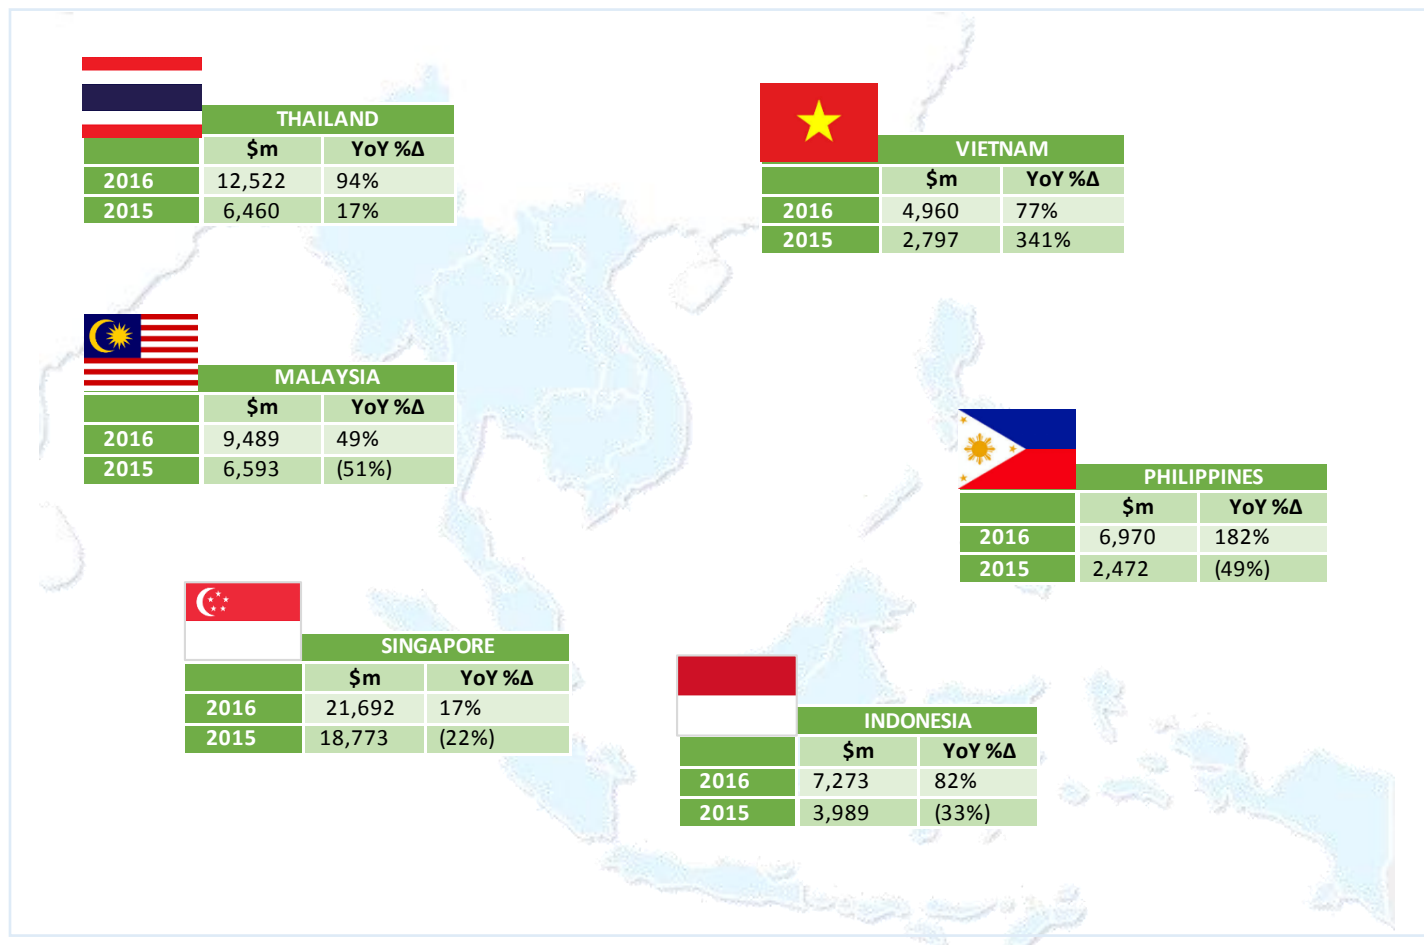 THAILAND
$m YoY %Δ
2016 12,522 94%
2015 6,460 17%
VIETNAM
$m YoY %Δ
2016 4,960 77%
2015 2,797 341%
MALAYSIA
$m YoY %Δ
2016 9,489 49%
2015 6,593 (51%)
PHILIPPINES
$m YoY %Δ
2016 6,970 182%
2015 2,472 (49%)
SINGAPORE
$m YoY %Δ
2016 21,692 17%
2015 18,773 (22%)
INDONESIA
$m YoY %Δ
2016 7,273 82%
2015 3,989 (33%)